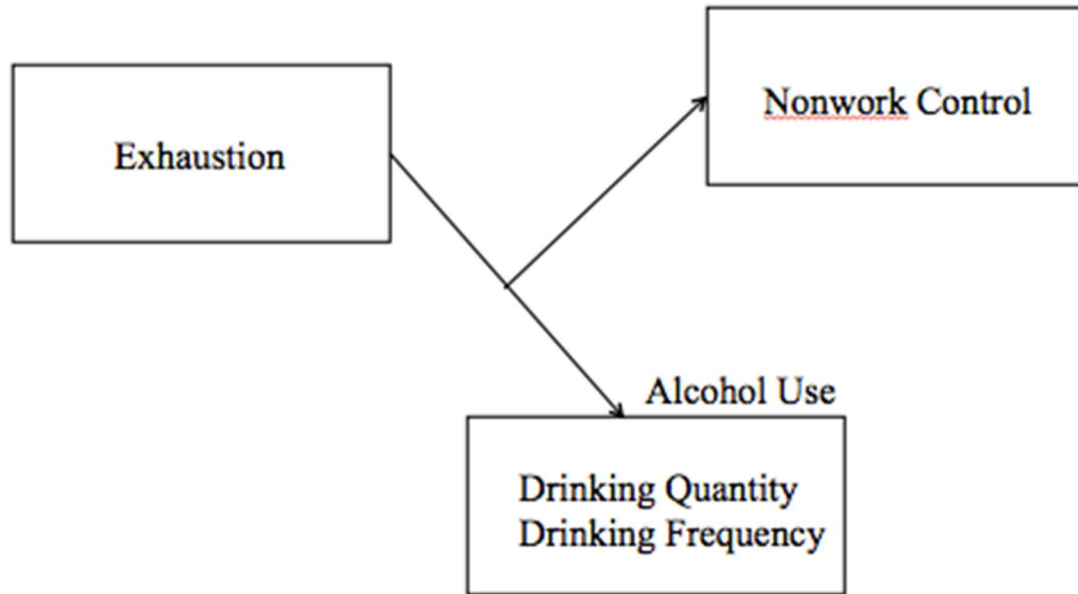 Exhaustion
Nonwork Control
Alcohol Use
Drinking Quantity
Drinking Frequency